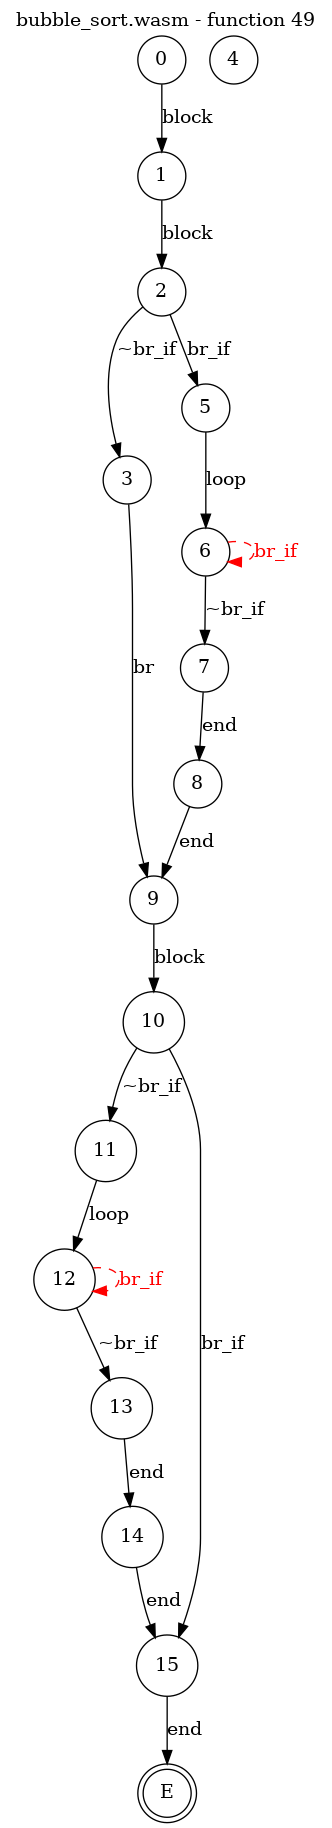 bubble_sort.wasm - function 49
0 4
block
1
block
2
~br_if br_if
5
3
loop
6 br_if
~br_if
br
7
end
8
end
9
block
10
~br_if
11
loop
12 br_if
br_if
~br_if
13
end
14
end
15
end
E